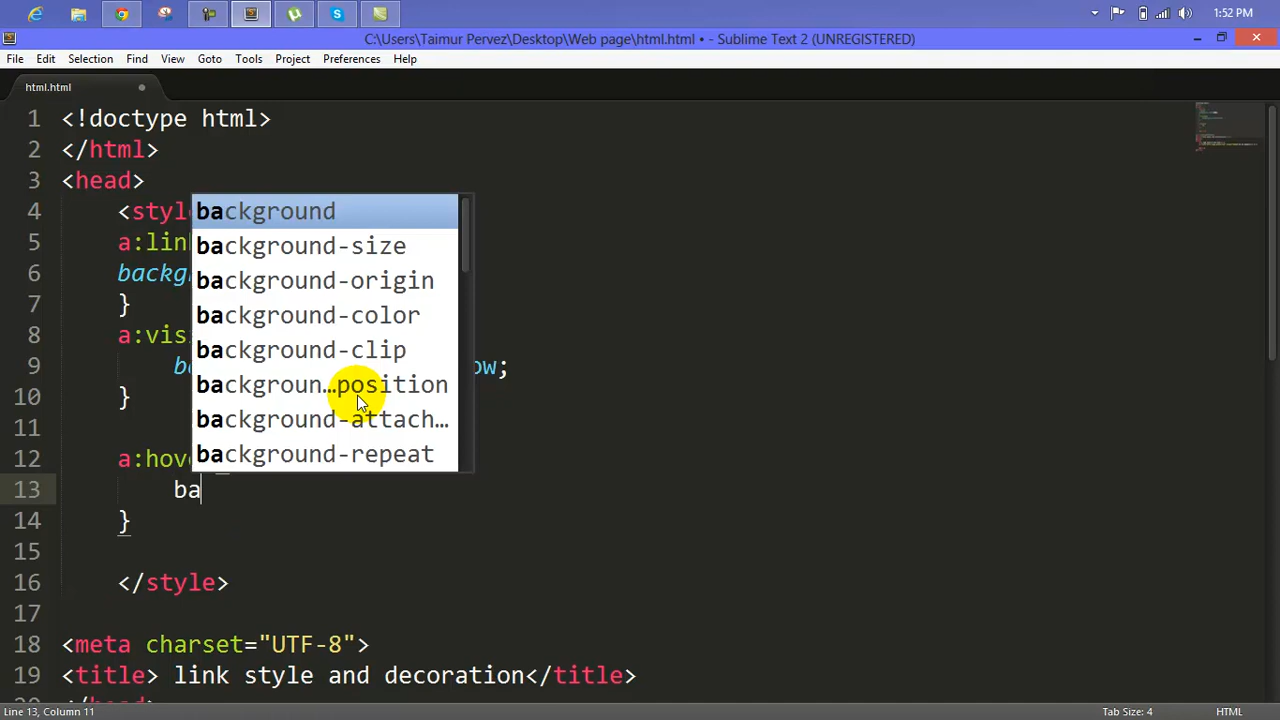 1:52 PM
C:\Users\Taimur Pervez\Desktop\Web page\html.html • - Sublime Text 2 (UNREGISTERED)
File Edit Selection Find View Goto Tools Project Preferences Help
html.html
1 <!doctype html>
2 </html>
3 <head>
4 <styl
5 a:lin
6 backg
7 }
8 a:vis
9 ba ow;
10 }
11
12 a:hov
13 ba
14 }
15
16 </style>
17
18 <meta charset="UTF-8">
19 <title> link style and decoration</title>
background
background-size
background-origin
background-color
background-clip
backgroun…position
background-attach…
background-repeat
Line 13, Column 11
Tab Size: 4
HTML